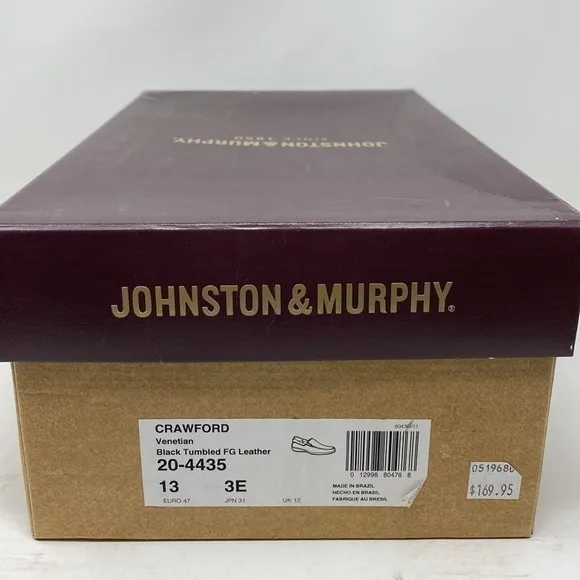 JOHNSTON & MURPHY.
SINCE 1850
JOHNSTON & MURPHY®
CRAWFORD
Venetian
Black Tumbled FG Leather
20-4435
13 3E
EURO 47 JPN 31 UK 12
0 12998 80476 8
MADE IN BRAZIL
HECHO EN BRASIL
FABRIQUE AU BRESIL
051968
$169.95